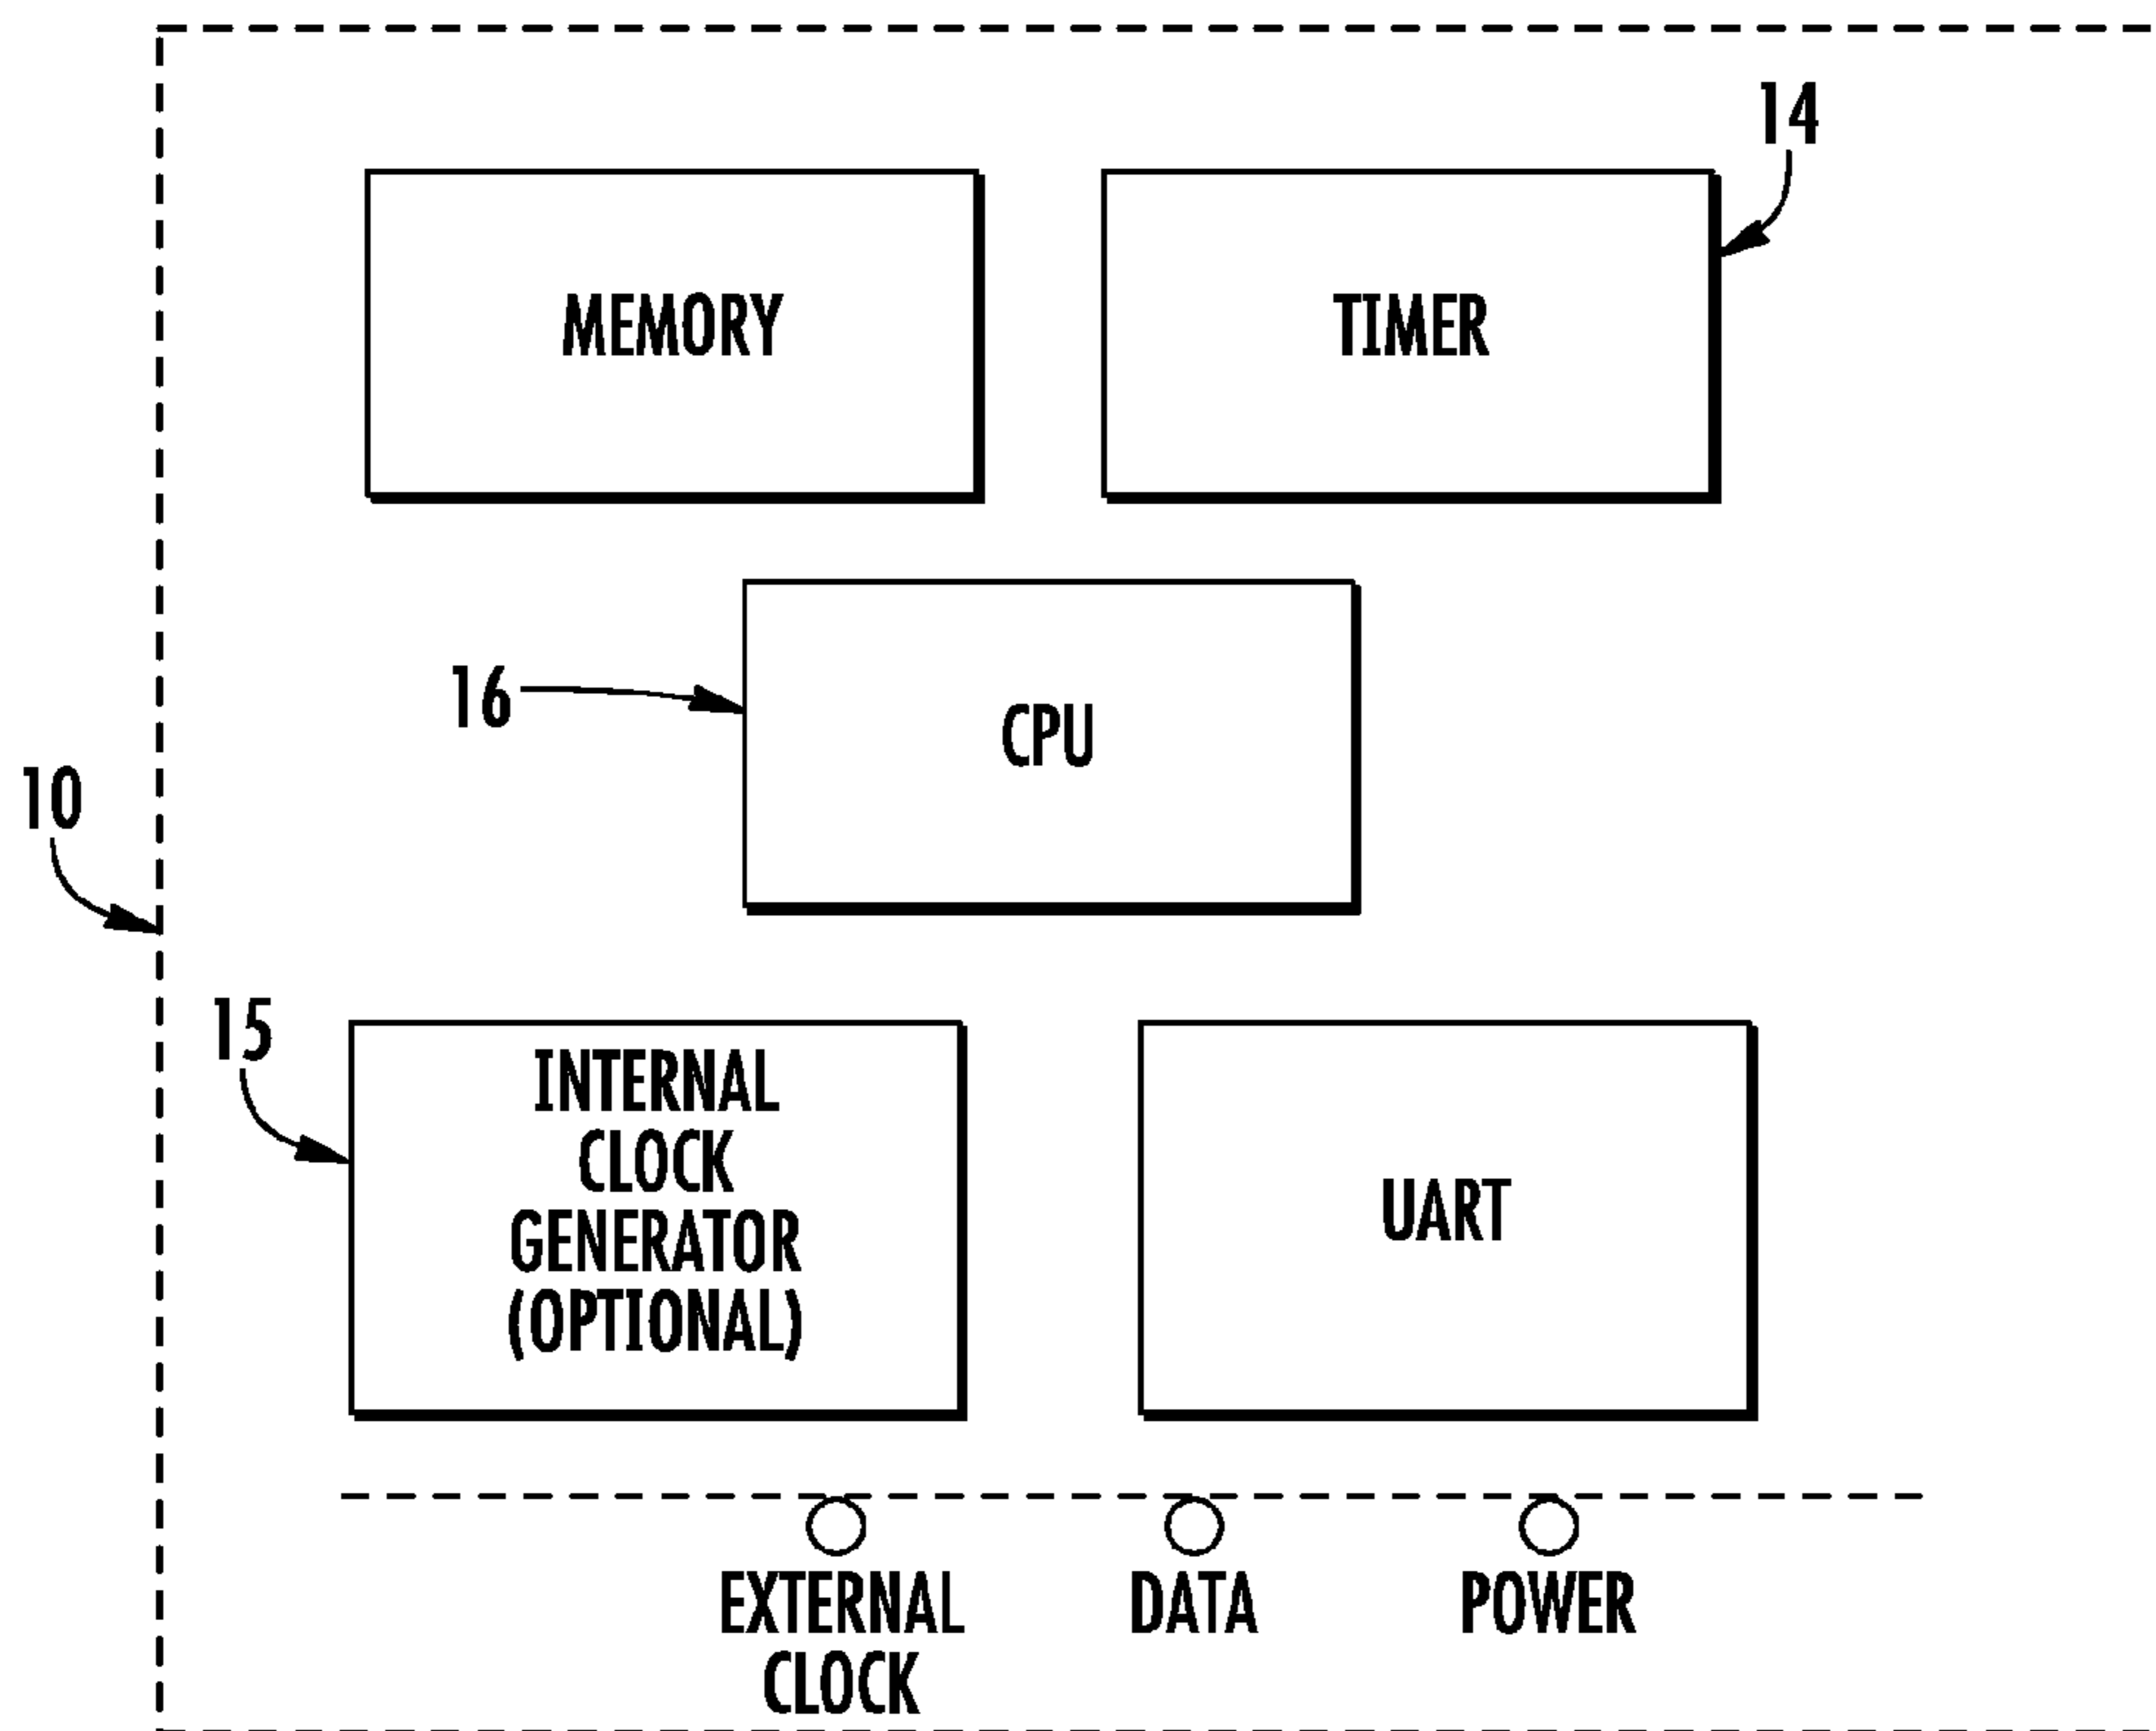 14
MEMORY
TIMER
16
CPU
10
15
INTERNAL
CLOCK
GENERATOR
(OPTIONAL)
UART
EXTERNAL
CLOCK
DATA
POWER